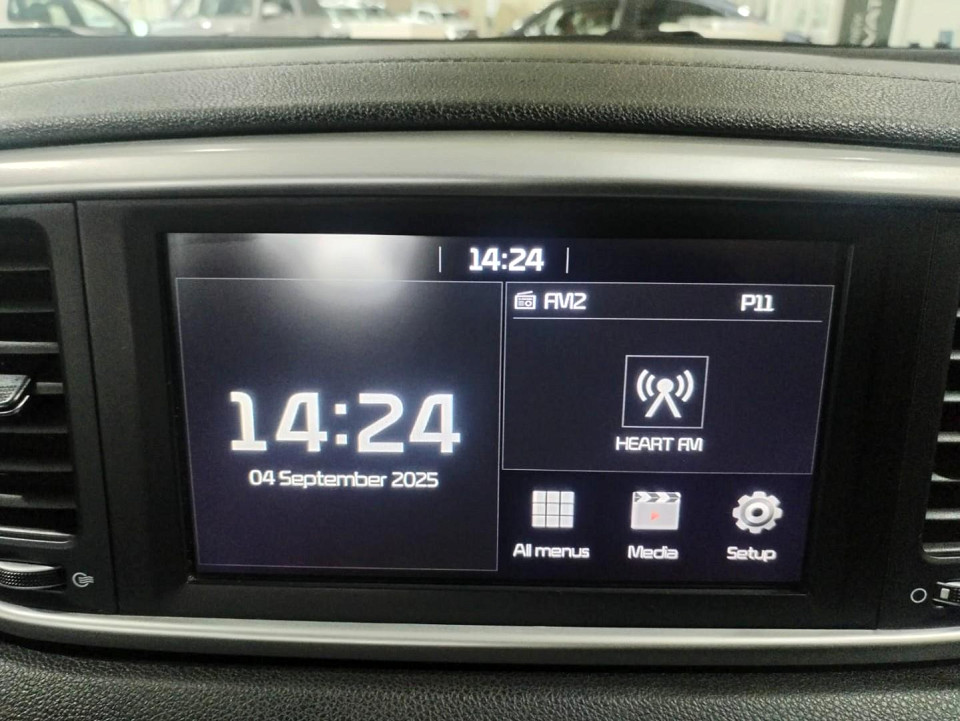 14:24
14:24
04 September 2025
FM2 P11
HEART FM
All menus Media Setup